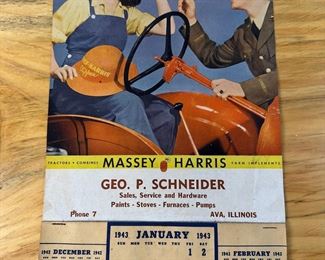 MASSEY-HARRIS
TRACTORS • COMBINES
MASSEY HARRIS
FARM IMPLEMENTS
GEO. P. SCHNEIDER
Sales, Service and Hardware
Paints - Stoves - Furnaces - Pumps
Phone 7
AVA, ILLINOIS
1943 JANUARY 1943
SUN MON TUE WED THU FRI SAT
1 2
1942 DECEMBER 1942
1943 FEBRUARY 1943